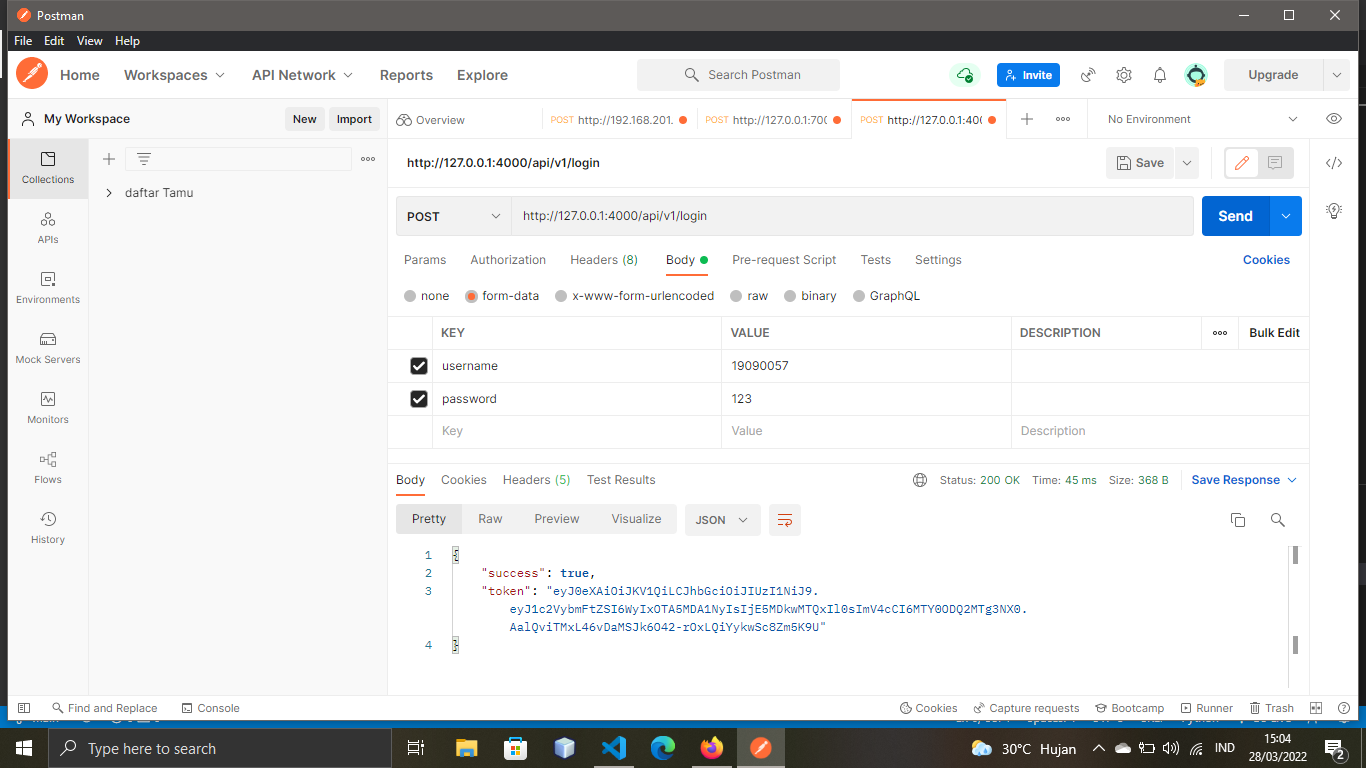 Postman
File Edit View Help
Home Workspaces API Network Reports Explore Search Postman Invite Upgrade
My Workspace New Import
Overview POST http://192.168.201. POST http://127.0.0.1:700 POST http://127.0.0.1:400 No Environment
Collections
APIs
Environments
Mock Servers
Monitors
Flows
History
daftar Tamu
http://127.0.0.1:4000/api/v1/login Save
POST http://127.0.0.1:4000/api/v1/login Send
Params Authorization Headers (8) Body Pre-request Script Tests Settings Cookies
none form-data x-www-form-urlencoded raw binary GraphQL
KEY VALUE DESCRIPTION Bulk Edit
username 19090057
password 123
Key Value Description
Body Cookies Headers (5) Test Results Status: 200 OK Time: 45 ms Size: 368 B Save Response
Pretty Raw Preview Visualize JSON
1 {
2 "success": true,
3 "token": "eyJ0eXAiOiJKV1QiLCJhbGciOiJIUzI1NiJ9.
eyJ1c2VybmFtZSI6WyIxOTA5MDA1NyIsIjE5MDkwMTQxIl0sImV4cCI6MTY0ODQ2MTg3NX0.
AalQviTMxL46vDaMSJk6O42-rOxLQiYykwSc8Zm5K9U"
4 }
Find and Replace Console Cookies Capture requests Bootcamp Runner Trash
Type here to search 30°C Hujan IND 15:04
28/03/2022 2